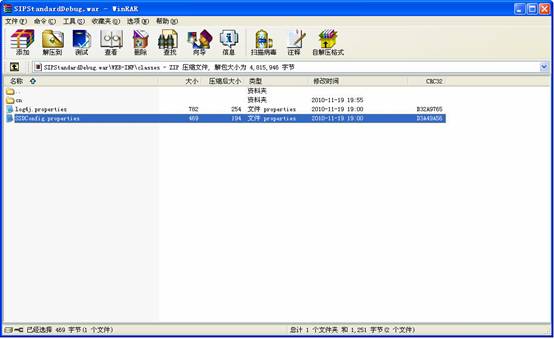 SIPStandardDebug.war - WinRAR
文件(F) 命令(C) 工具(S) 收藏夹(O) 选项(N) 帮助(H)
添加 解压到 测试 查看 删除 查找 向导 信息 扫描病毒 注释 自解压格式
SIPStandardDebug.war\WEB-INF\classes - ZIP 压缩文件, 解包大小为 4,815,946 字节
名称 大小 压缩后大小 类型 修改时间 CRC32
.. 资料夹
cn 资料夹 2010-11-19 19:55
log4j.properties 782 254 文件 properties 2010-11-19 19:00 B32A9765
SSDConfig.properties 469 194 文件 properties 2010-11-19 19:00 D3A49A56
已经选择 469 字节(1 个文件) 总计 1 个文件夹 和 1,251 字节(2 个文件)